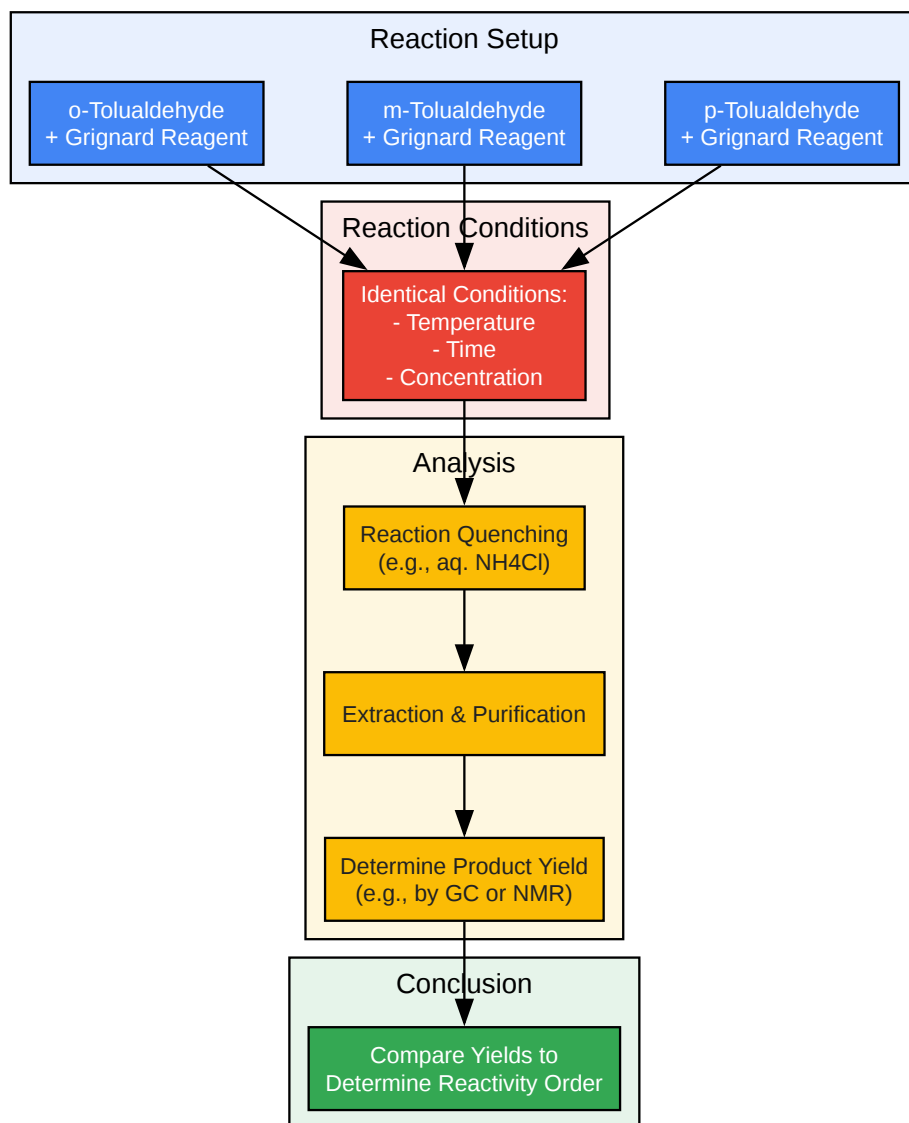 Reaction Setup
o-Tolualdehyde
+ Grignard Reagent
m-Tolualdehyde
+ Grignard Reagent
p-Tolualdehyde
+ Grignard Reagent
Reaction Conditions
Identical Conditions:
- Temperature
- Time
- Concentration
Analysis
Reaction Quenching
(e.g., aq. NH4Cl)
Extraction & Purification
Determine Product Yield
(e.g., by GC or NMR)
Conclusion
Compare Yields to
Determine Reactivity Order